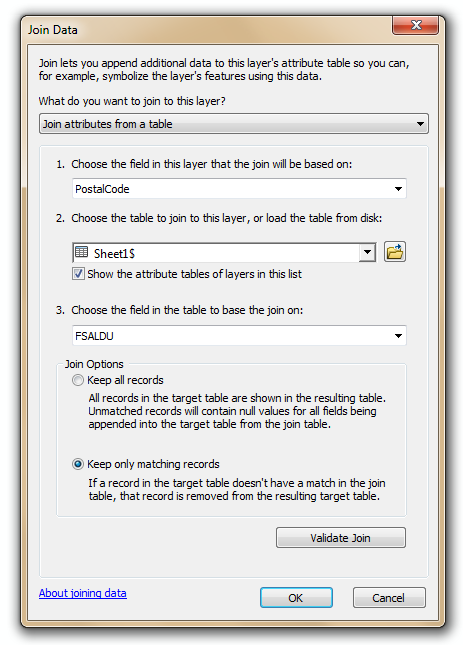 Join Data
Join lets you append additional data to this layer's attribute table so you can,
for example, symbolize the layer's features using this data.
What do you want to join to this layer?
Join attributes from a table
1. Choose the field in this layer that the join will be based on:
PostalCode
2. Choose the table to join to this layer, or load the table from disk:
Sheet1$
Show the attribute tables of layers in this list
3. Choose the field in the table to base the join on:
FSALDU
Join Options
Keep all records
All records in the target table are shown in the resulting table.
Unmatched records will contain null values for all fields being
appended into the target table from the join table.
Keep only matching records
If a record in the target table doesn't have a match in the join
table, that record is removed from the resulting target table.
Validate Join
About joining data
OK
Cancel